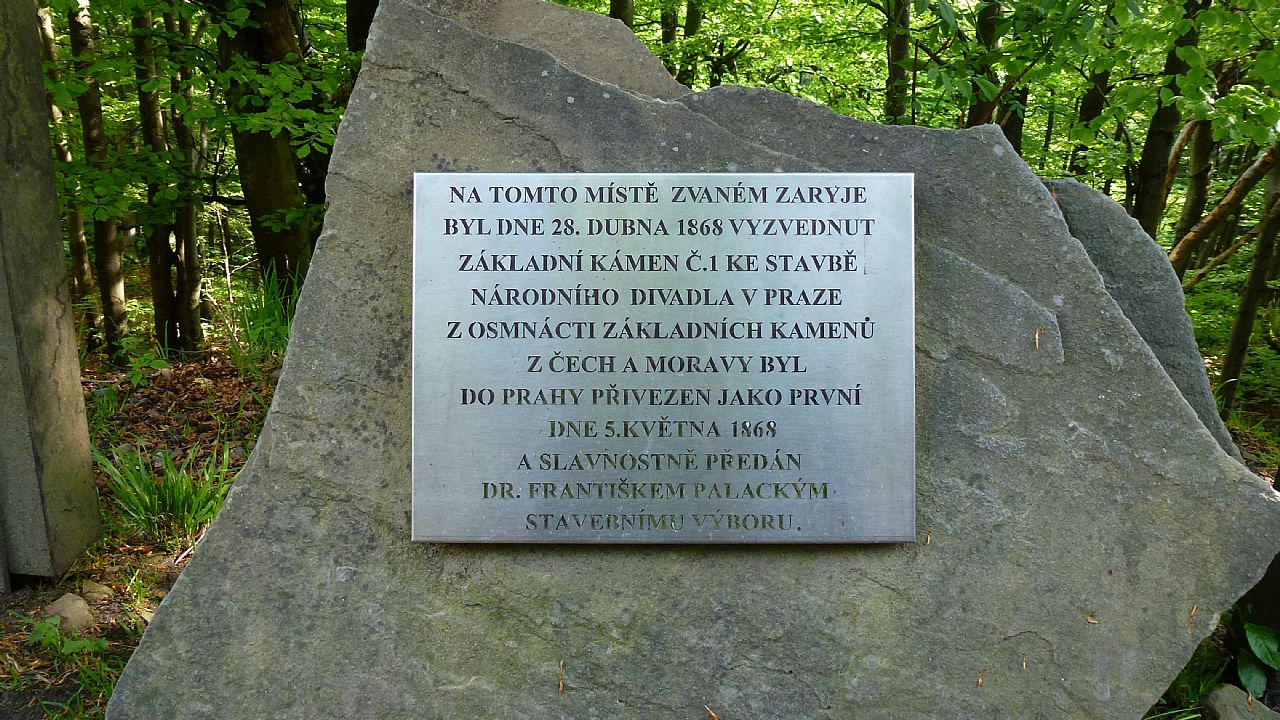 NA TOMTO MÍSTĚ ZVANÉM ZARYJE
BYL DNE 28. DUBNA 1868 VYZVEDNUT
ZÁKLADNÍ KÁMEN Č.1 KE STAVBĚ
NÁRODNÍHO DIVADLA V PRAZE
Z OSMNÁCTI ZÁKLADNÍCH KAMENŮ
Z ČECH A MORAVY BYL
DO PRAHY PŘIVEZEN JAKO PRVNÍ
DNE 5.KVĚTNA 1868
A SLAVNOSTNĚ PŘEDÁN
DR. FRANTIŠKEM PALACKÝM
STAVEBNÍMU VÝBORU.